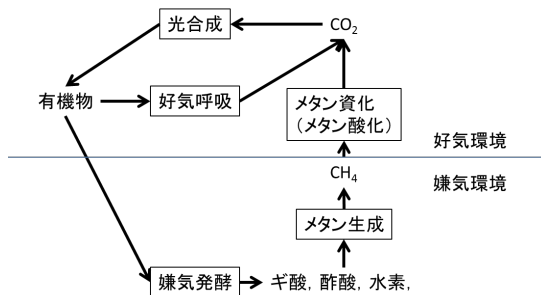 光合成
CO2
有機物
好気呼吸
メタン資化
（メタン酸化）
好気環境
CH4
嫌気環境
メタン生成
嫌気発酵
ギ酸, 酢酸, 水素,